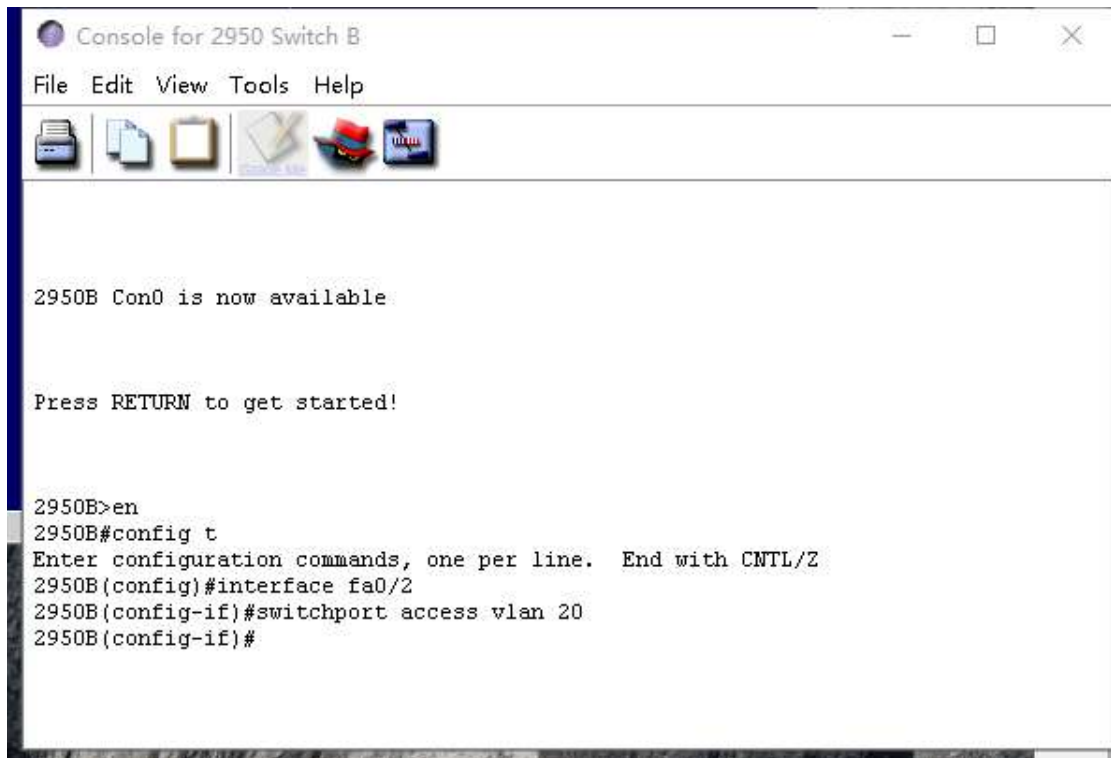 Console for 2950 Switch B
File Edit View Tools Help
2950B Con0 is now available
Press RETURN to get started!
2950B>en
2950B#config t
Enter configuration commands, one per line.  End with CNTL/Z
2950B(config)#interface fa0/2
2950B(config-if)#switchport access vlan 20
2950B(config-if)#